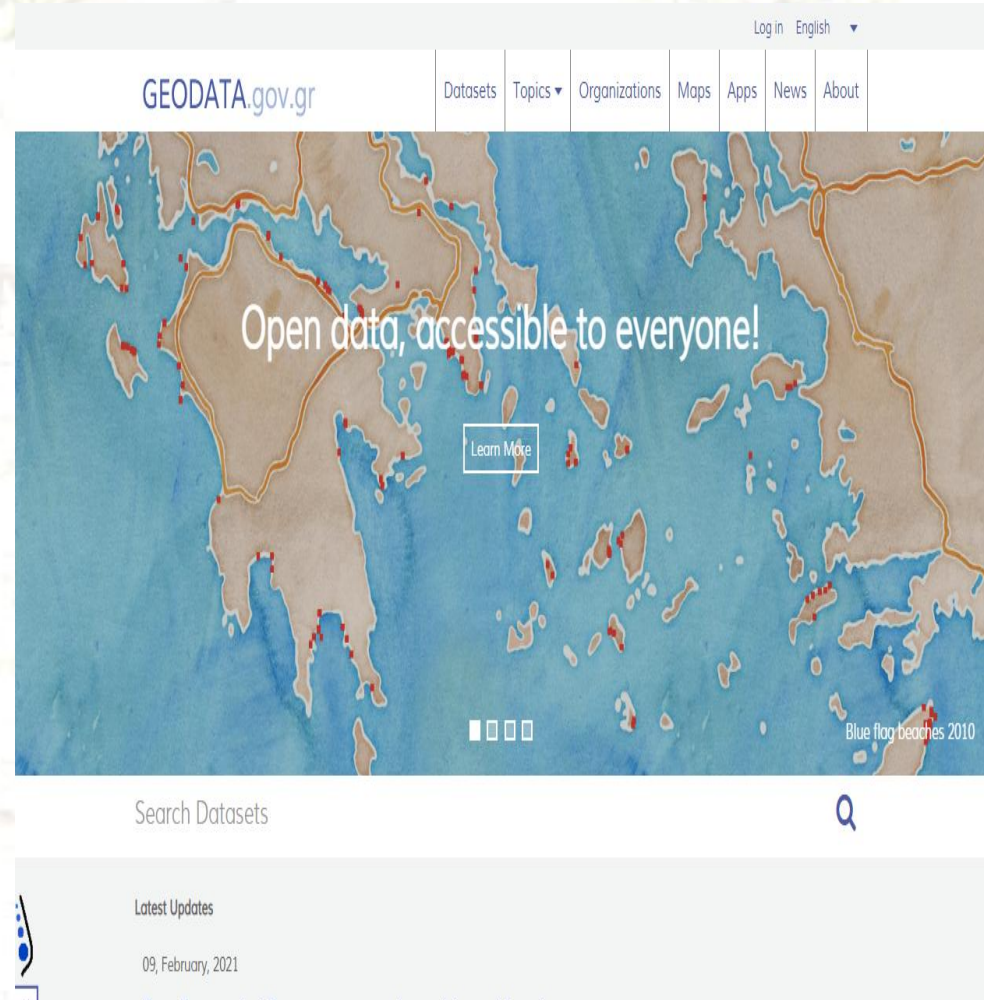 Log in English
GEODATA.gov.gr
Datasets Topics Organizations Maps Apps News About
Open data, accessible to everyone!
Learn More
Blue flag beaches 2010
Search Datasets
Latest Updates
09, February, 2021